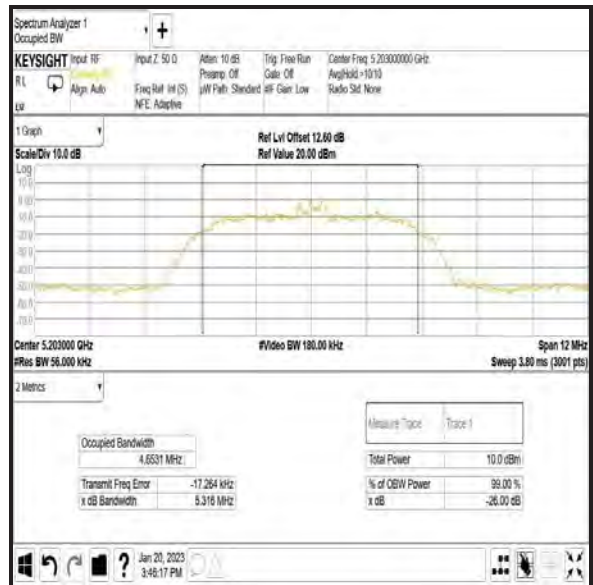 Spectrum Analyzer 1
Occupied BW
+
KEYSIGHT Input: RF Input Z: 50 Ω Atten: 10 dB Trig: Free Run Center Freq: 5.203000000 GHz
RL Align: Auto Freq Ref: Int (S) Preamp: Off Gate: Off Avg|Hold:>10/10
NFE: Adaptive µW Path: Standard #IF Gain: Low Radio Std: None
1 Graph
Scale/Div 10.0 dB
Ref Lvl Offset 12.60 dB
Ref Value 20.00 dBm
Log
10.0
0.00
Center 5.203000 GHz #Video BW 180.00 kHz Span 12 MHz
#Res BW 56.000 kHz Sweep 3.80 ms (3001 pts)
2 Metrics
Measure Trace Trace 1
Occupied Bandwidth
4.6531 MHz Total Power 10.0 dBm
Transmit Freq Error -17.264 kHz % of OBW Power 99.00 %
x dB Bandwidth 5.316 MHz x dB -26.00 dB
? Jan 20, 2023
3:46:17 PM